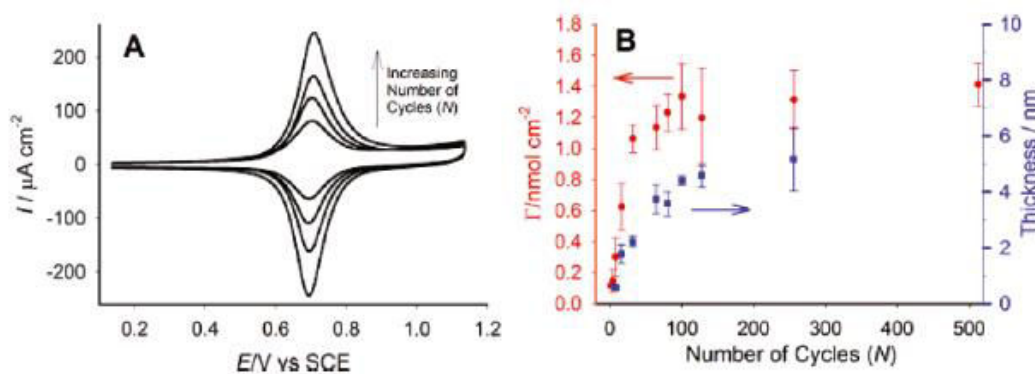 A
200
100
0
-100
-200
I / μA cm-2
Increasing
Number of
Cycles (N)
0.2 0.4 0.6 0.8 1.0 1.2
E/V vs SCE
B
1.8
1.6
1.4
1.2
1.0
0.8
0.6
0.4
0.2
0.0
Γ/nmol cm-2
10
8
6
4
2
0
Thickness / nm
0 100 200 300 400 500
Number of Cycles (N)